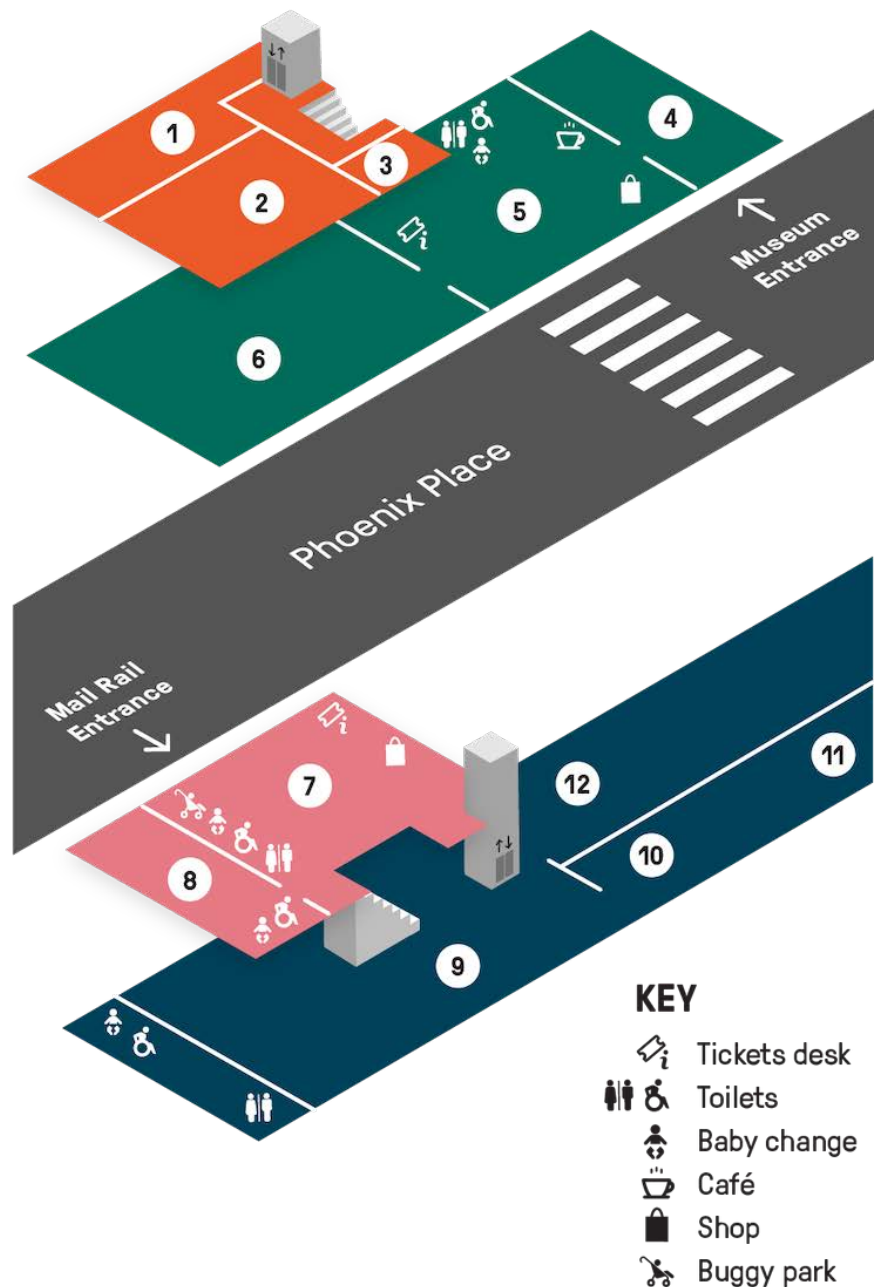 1
2
3
4
5
6
Museum
Entrance
Phoenix Place
Mail Rail
Entrance
7
8
9
10
11
12
KEY
Tickets desk
Toilets
Baby change
Café
Shop
Buggy park